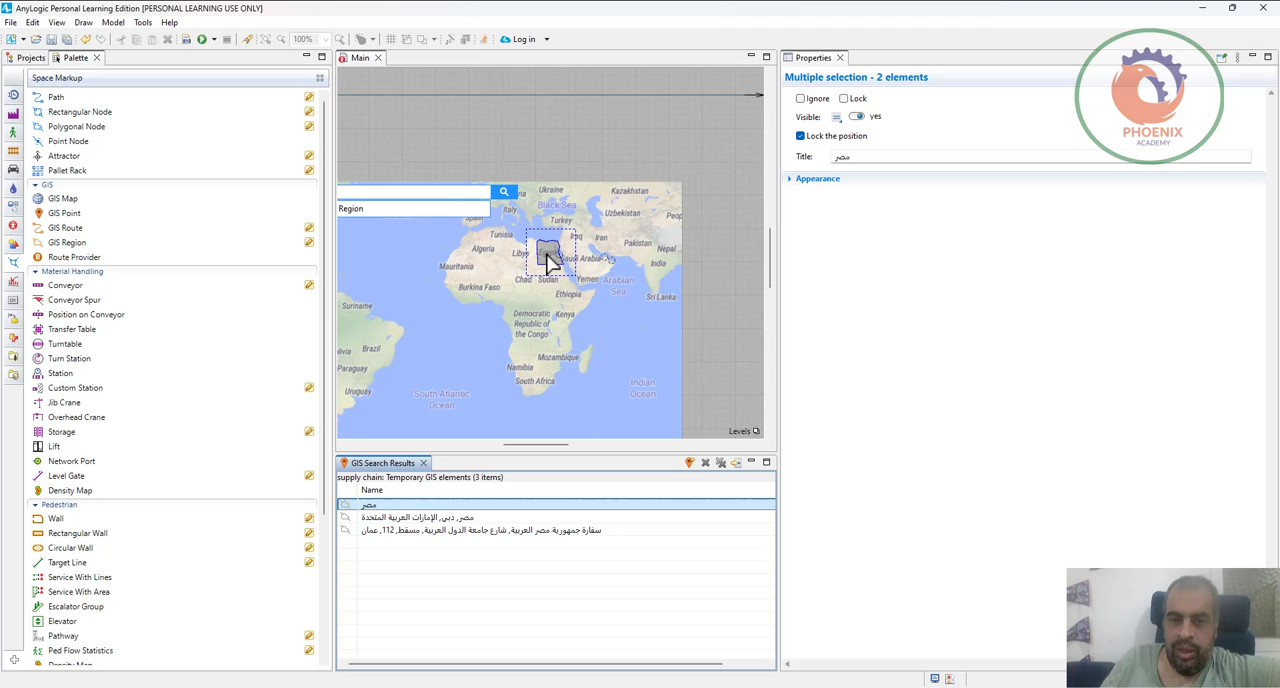 AnyLogic Personal Learning Edition [PERSONAL LEARNING USE ONLY]
File Edit View Draw Model Tools Help
100%
Log in
Projects
Palette
Main
Properties
Space Markup
Path
Rectangular Node
Polygonal Node
Point Node
Attractor
Pallet Rack
GIS
GIS Map
GIS Point
GIS Route
GIS Region
Route Provider
Material Handling
Conveyor
Conveyor Spur
Position on Conveyor
Transfer Table
Turntable
Turn Station
Station
Custom Station
Jib Crane
Overhead Crane
Storage
Lift
Network Port
Level Gate
Density Map
Pedestrian
Wall
Rectangular Wall
Circular Wall
Target Line
Service With Lines
Service With Area
Escalator Group
Elevator
Pathway
Ped Flow Statistics
Density Map
Region
Ukraine
Kazakhstan
Italy
Black Sea
Uzbekistan
Spain
Turkey
Tunisia
Iraq
Iran
Pakistan
Nepal
Algeria
Saudi Arabia
India
Mauritania
Chad
Sudan
Yemen
Arabian Sea
Burkina Faso
Ethiopia
Sri Lanka
Suriname
Democratic Republic of the Congo
Kenya
Brazil
Paraguay
Mozambique
Namibia
South Africa
Uruguay
South Atlantic Ocean
Indian Ocean
Levels
GIS Search Results
supply chain: Temporary GIS elements (3 items)
Name
مصر
مصر, دبي, الإمارات العربية المتحدة
سفارة جمهورية مصر العربية, شارع جامعة الدول العربية, مسقط, 112, عمان
Multiple selection - 2 elements
Ignore
Lock
Visible:
yes
Lock the position
Title:
مصر
Appearance
PHOENIX
ACADEMY